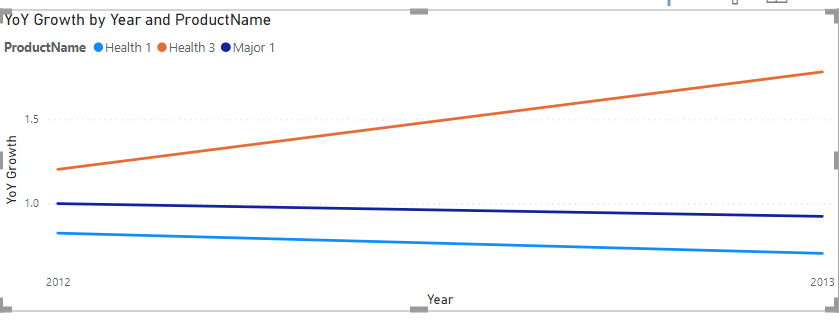 YoY Growth by Year and ProductName
ProductName Health 1 Health 3 Major 1
1.5
1.0
YoY Growth
2012 2013
Year